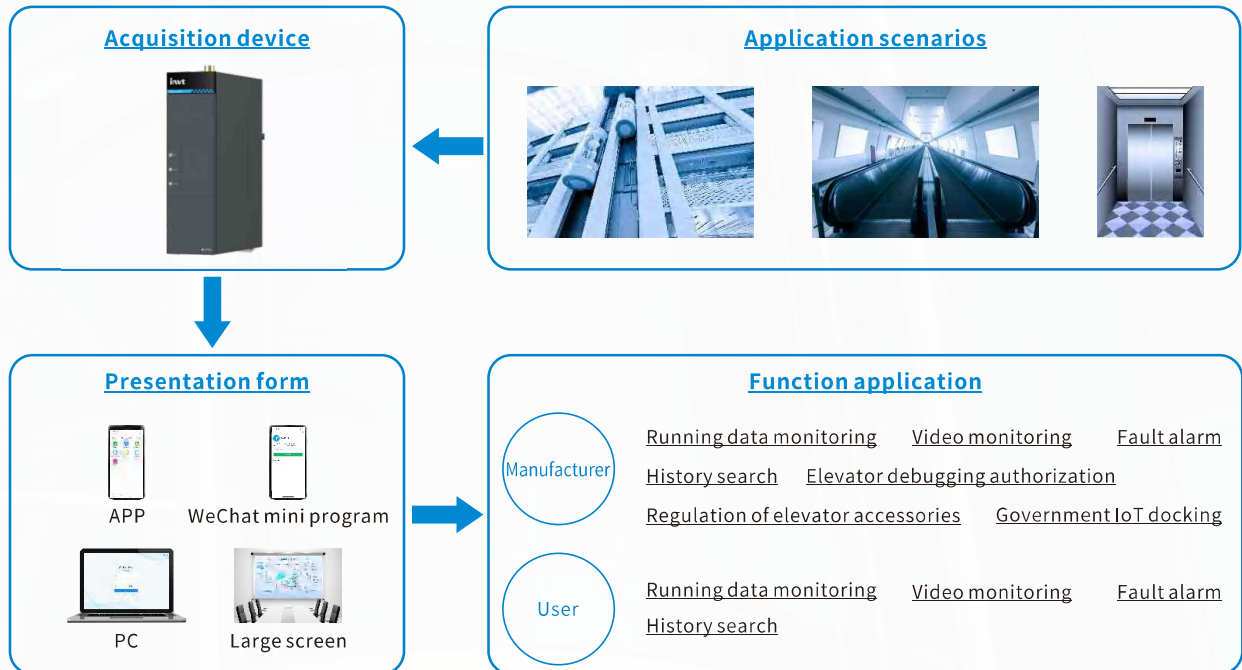 Acquisition device
invt
Application scenarios
Presentation form
APP
WeChat mini program
PC
Large screen
Function application
Manufacturer
Running data monitoring Video monitoring Fault alarm
History search Elevator debugging authorization
Regulation of elevator accessories Government IoT docking
User
Running data monitoring Video monitoring Fault alarm
History search